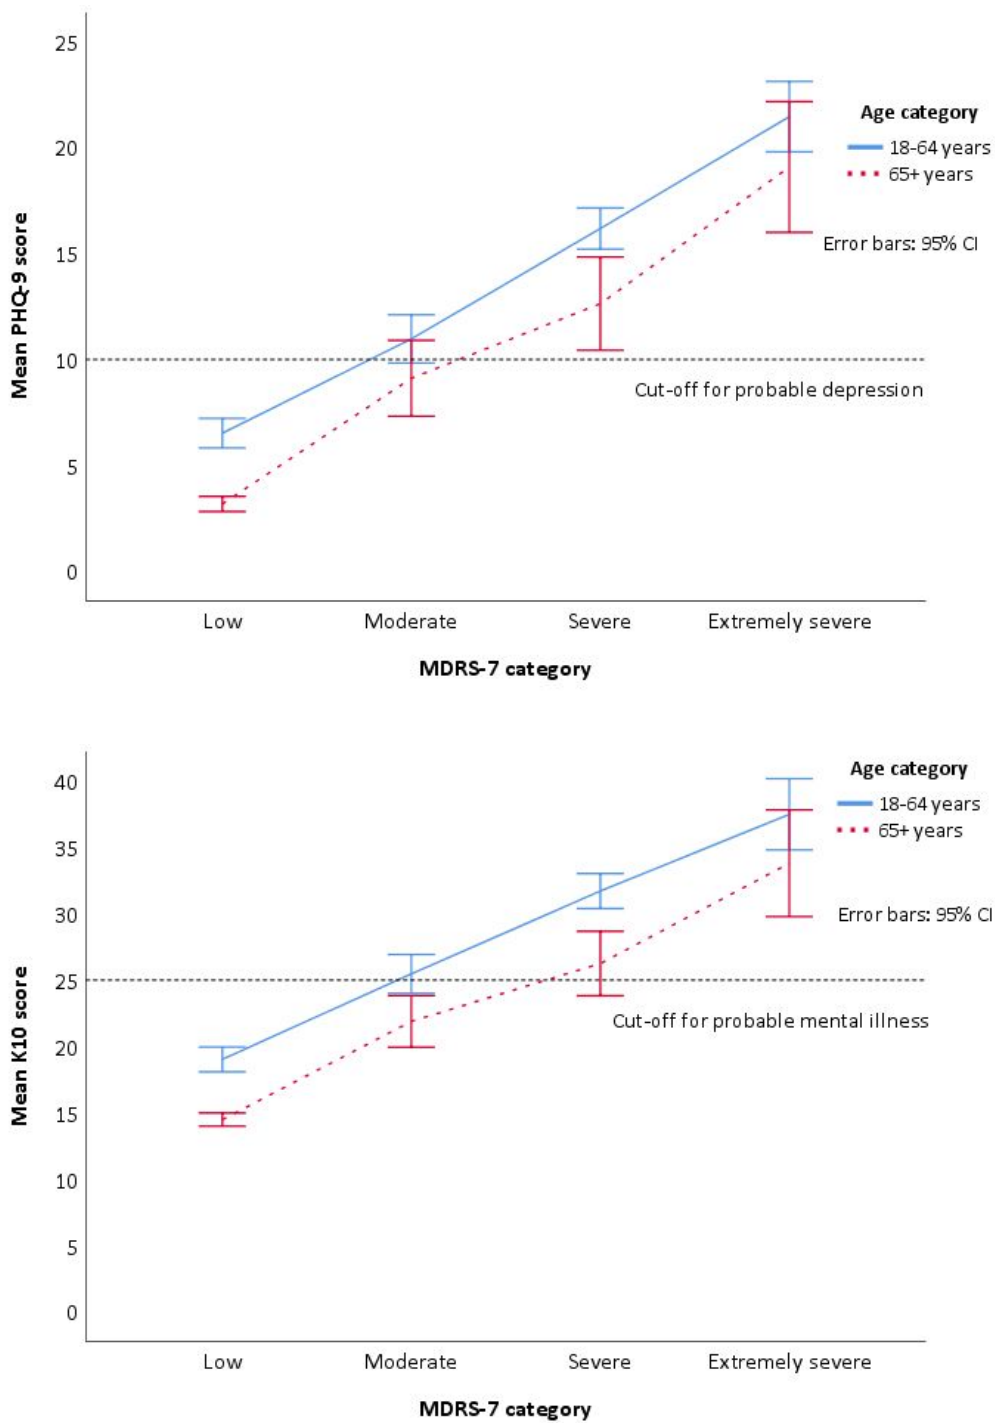 25
20
15
10
5
0
Mean PHQ-9 score
Age category
18-64 years
65+ years
Error bars: 95% CI
Cut-off for probable depression
Low Moderate Severe Extremely severe
MDRS-7 category
40
35
30
25
20
15
10
5
0
Mean K10 score
Age category
18-64 years
65+ years
Error bars: 95% CI
Cut-off for probable mental illness
Low Moderate Severe Extremely severe
MDRS-7 category